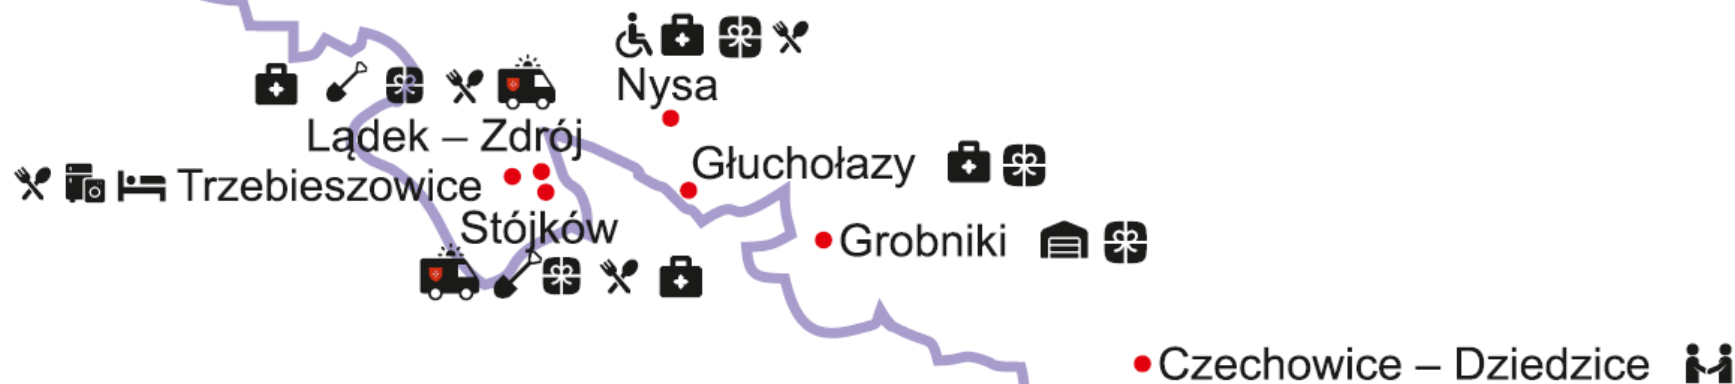 Nysa
Lądek – Zdrój
Głuchołazy
Trzebieszowice
Stójków
Grobniki
Czechowice – Dziedzice